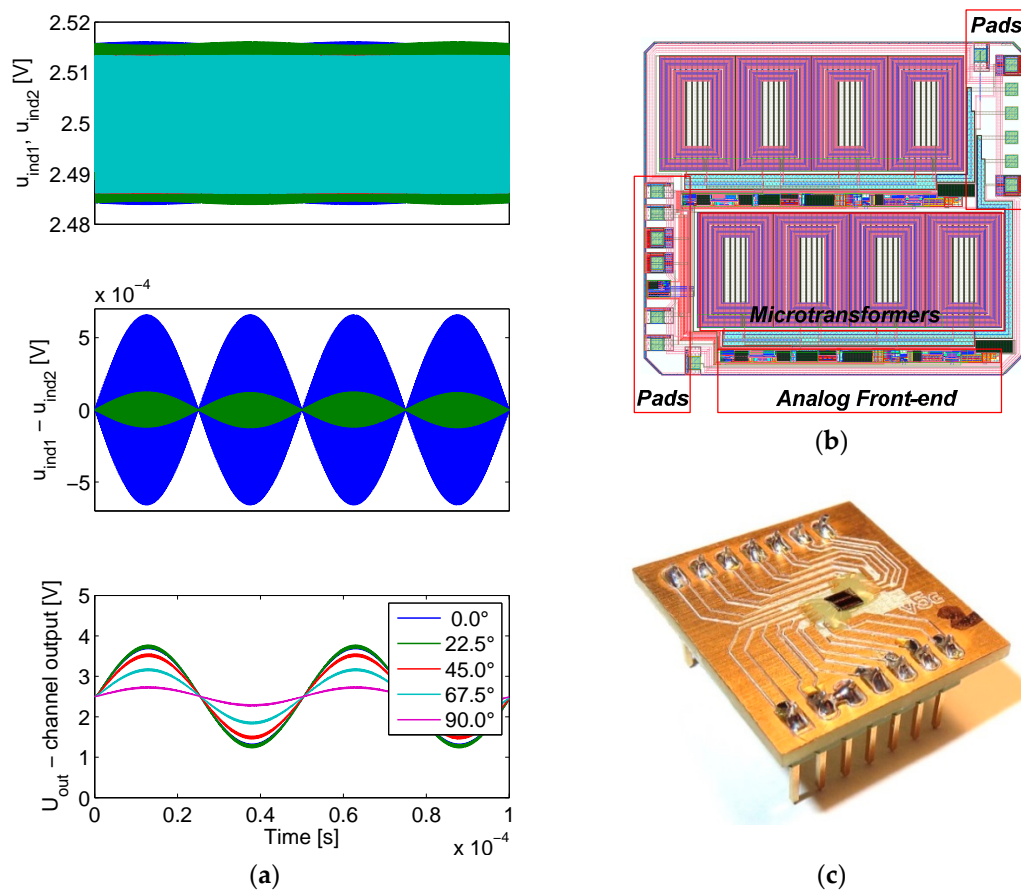 2.52
2.51
2.5
2.49
2.48
u_ind1, u_ind2 [V]
x 10^-4
5
0
−5
u_ind1 − u_ind2 [V]
5
4
3
2
1
0
U_out − channel output [V]
0.0°
22.5°
45.0°
67.5°
90.0°
0 0.2 0.4 0.6 0.8 1
Time [s]
x 10^-4
(a)
Pads
Microtransformers
Pads
Analog Front-end
(b)
(c)